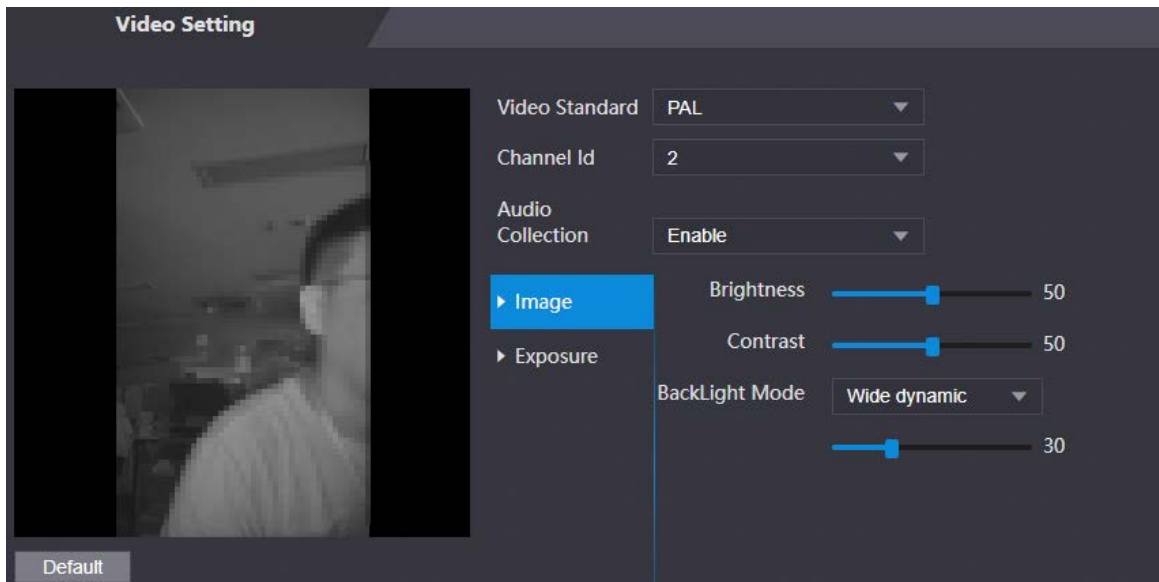 Video Setting
Video Standard PAL
Channel Id 2
Audio
Collection Enable
Image
Brightness 50
Contrast 50
Exposure
BackLight Mode Wide dynamic
30
Default